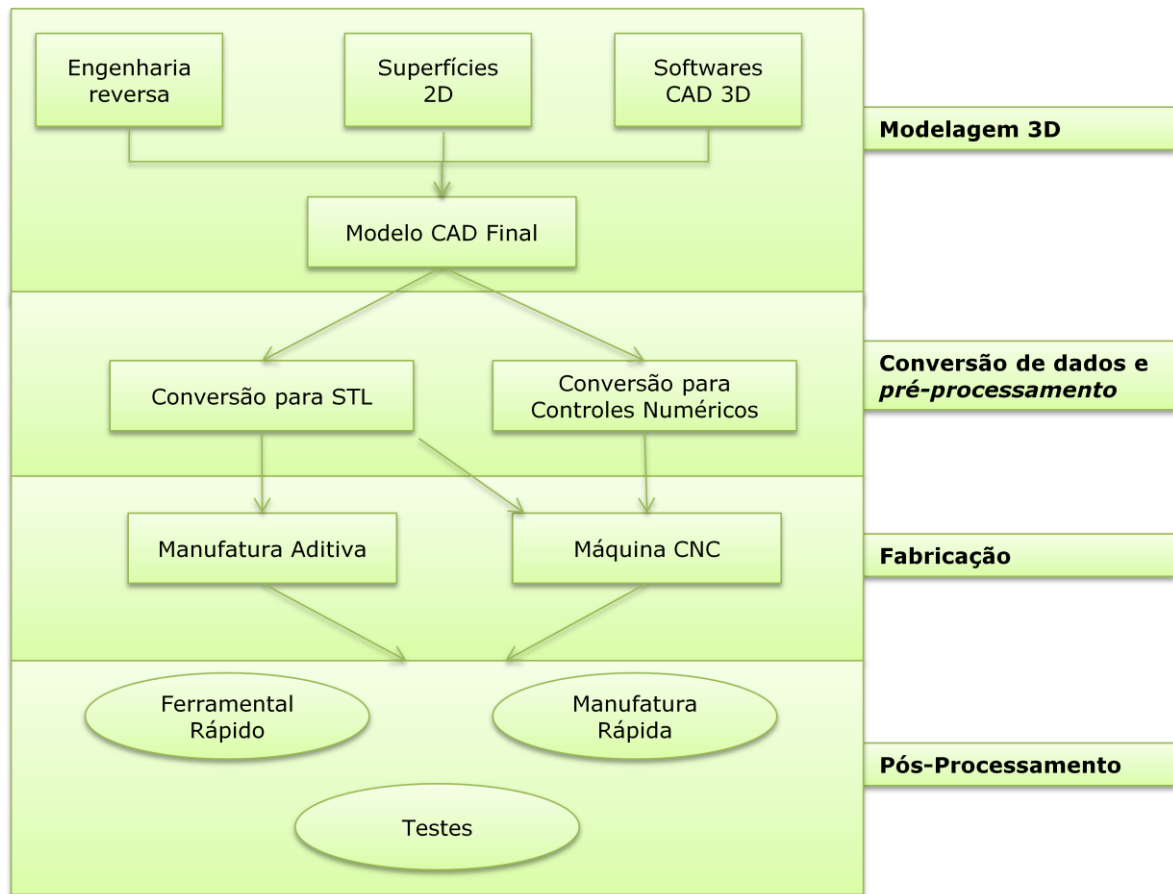 Engenharia
reversa
Superfícies
2D
Softwares
CAD 3D
Modelagem 3D
Modelo CAD Final
Conversão para STL
Conversão para
Controles Numéricos
Conversão de dados e
pré-processamento
Manufatura Aditiva
Máquina CNC
Fabricação
Ferramental
Rápido
Manufatura
Rápida
Pós-Processamento
Testes